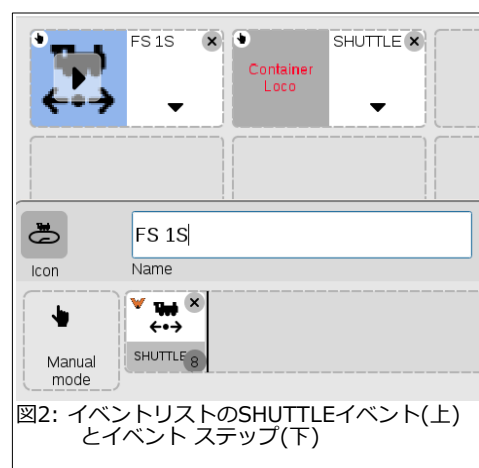 FS 1S
SHUTTLE
Container
Loco
FS 1S
Icon
Name
Manual
mode
SHUTTLE
8
図2: イベントリストのSHUTTLEイベント(上)
とイベント ステップ(下)